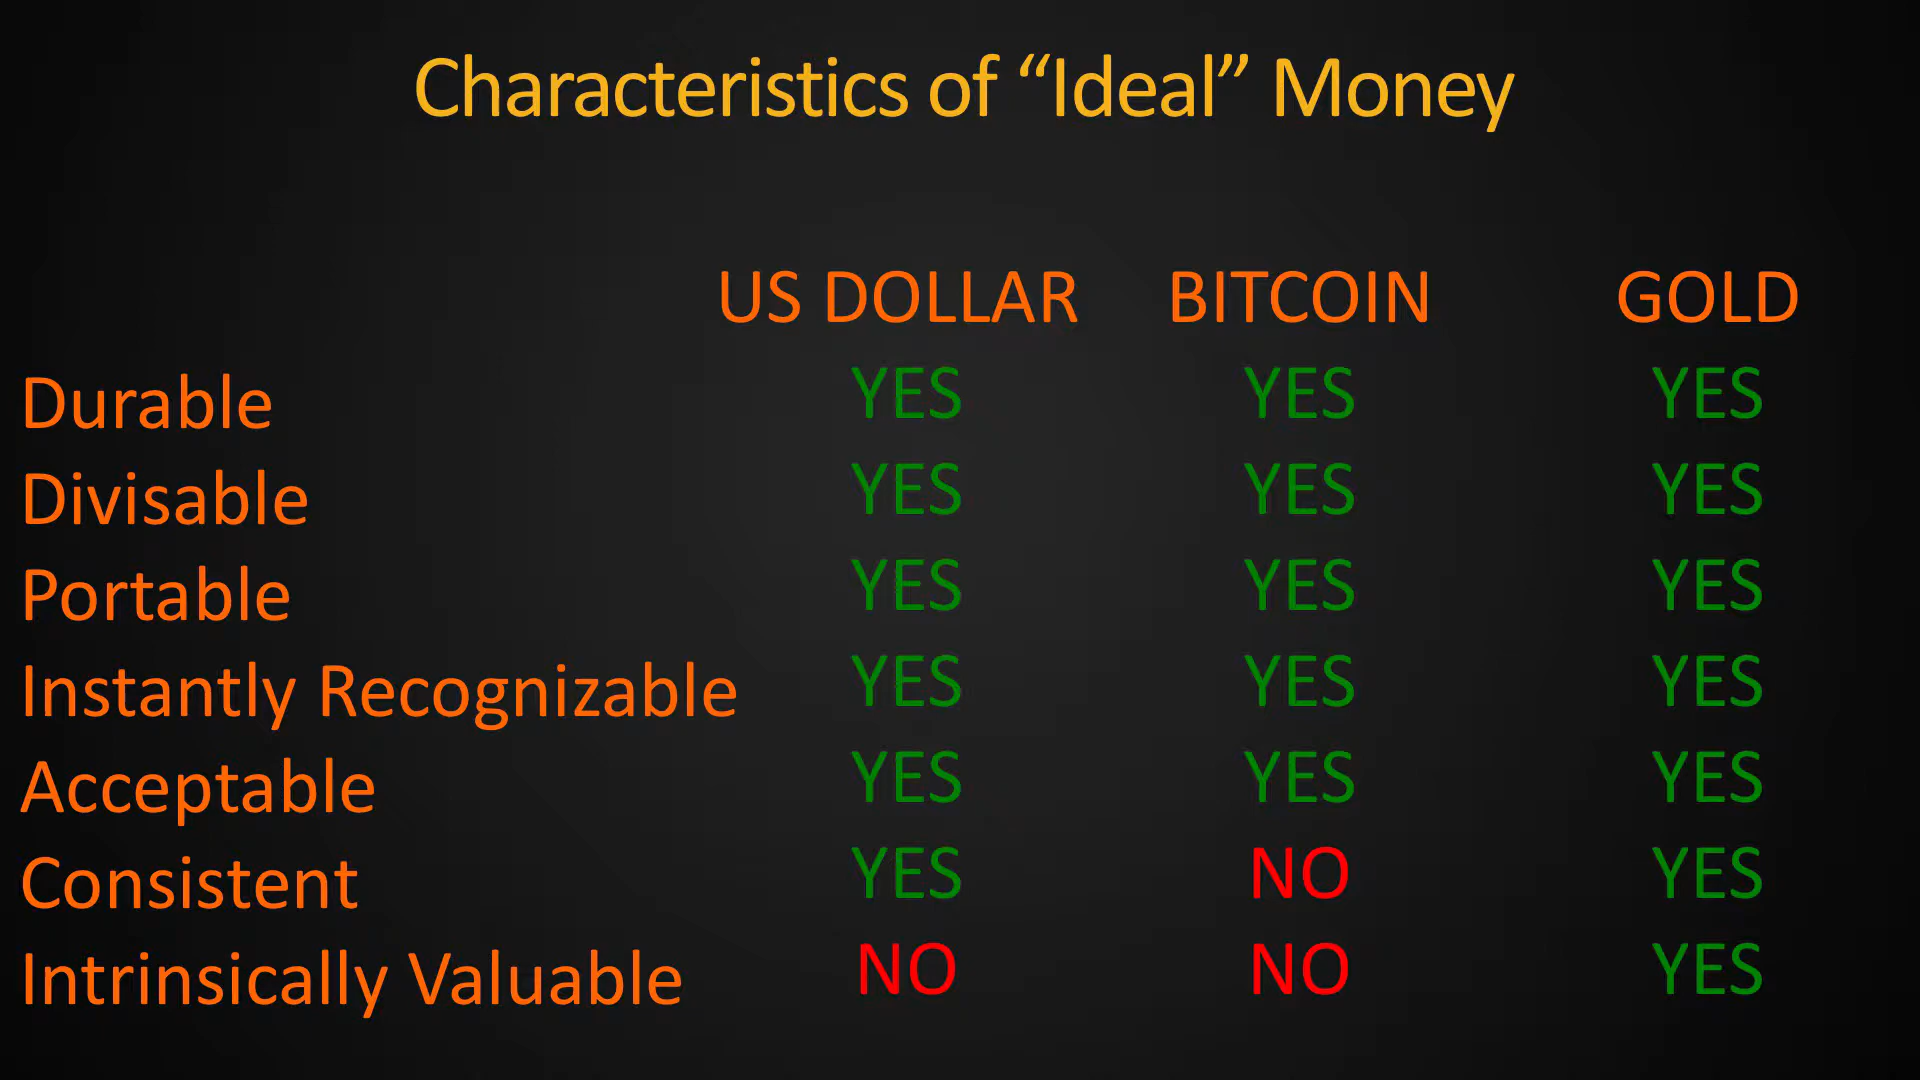 Characteristics of “Ideal” Money
US DOLLAR BITCOIN GOLD
Durable YES YES YES
Divisable YES YES YES
Portable YES YES YES
Instantly Recognizable YES YES YES
Acceptable YES YES YES
Consistent YES NO YES
Intrinsically Valuable NO NO YES